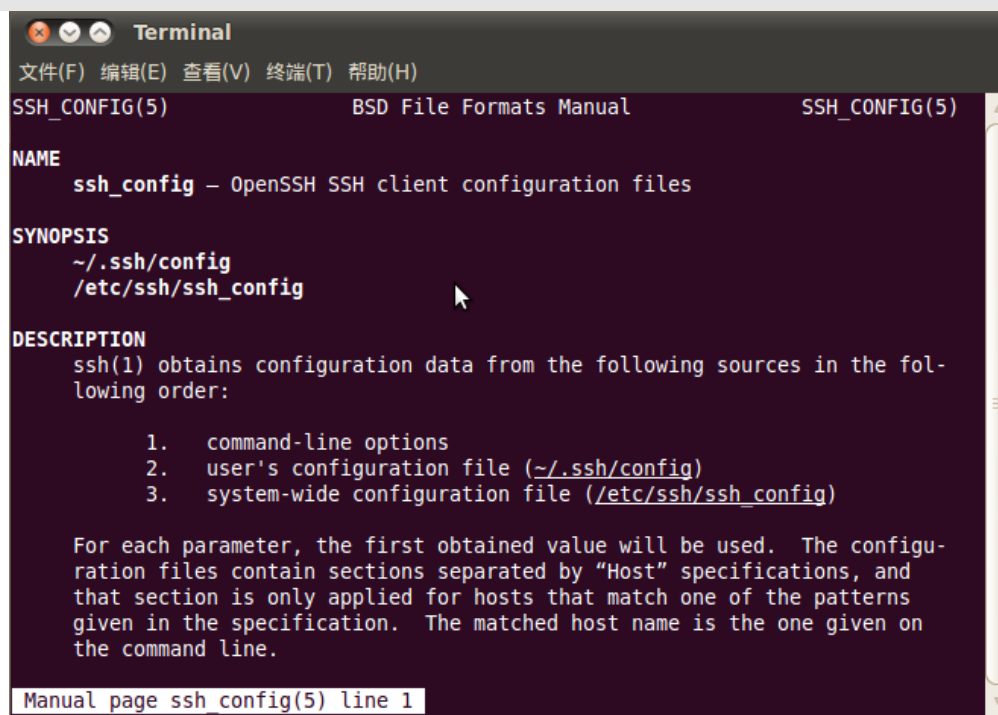 Terminal
文件(F) 编辑(E) 查看(V) 终端(T) 帮助(H)
SSH_CONFIG(5) BSD File Formats Manual SSH_CONFIG(5)
NAME
ssh_config — OpenSSH SSH client configuration files
SYNOPSIS
~/.ssh/config
/etc/ssh/ssh_config
DESCRIPTION
ssh(1) obtains configuration data from the following sources in the fol-
lowing order:
1. command-line options
2. user's configuration file (~/.ssh/config)
3. system-wide configuration file (/etc/ssh/ssh_config)
For each parameter, the first obtained value will be used. The configu-
ration files contain sections separated by “Host” specifications, and
that section is only applied for hosts that match one of the patterns
given in the specification. The matched host name is the one given on
the command line.
Manual page ssh_config(5) line 1